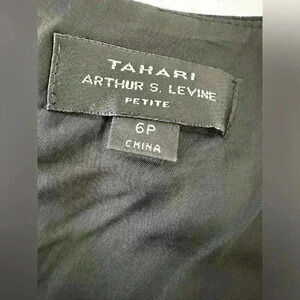 TAHARI
ARTHUR S. LEVINE
PETITE
6P
CHINA